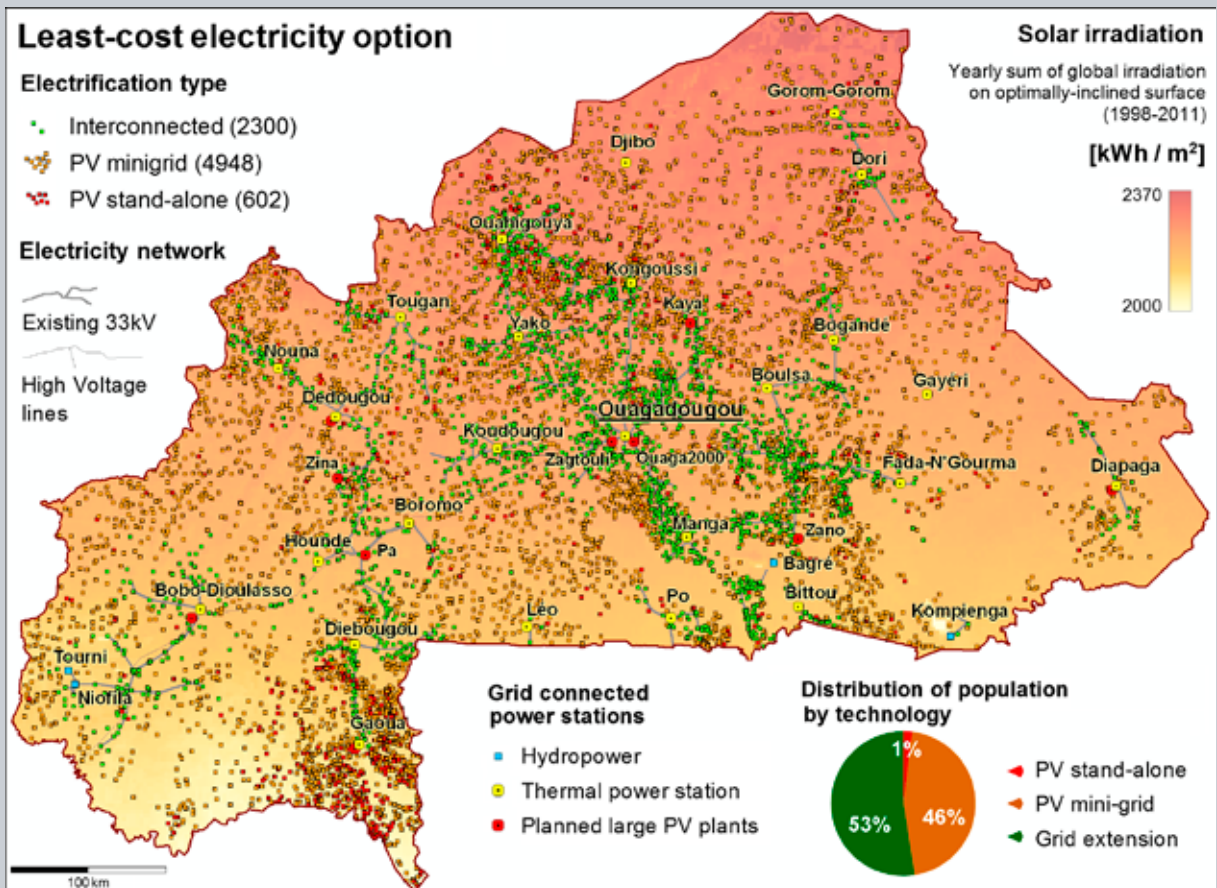 Least-cost electricity option
Electrification type
Interconnected (2300)
PV minigrid (4948)
PV stand-alone (602)
Electricity network
Existing 33kV
High Voltage
lines
Solar irradiation
Yearly sum of global irradiation
on optimally-inclined surface
(1998-2011)
[kWh / m²]
2370
2000
Gorom-Gorom
Djibo
Dori
Ouahigouya
Kongoussi
Kaya
Tougan
Yako
Bogande
Nouna
Boulsa
Gayeri
Dedougou
Ouagadougou
Koudougou
Zagtouli
Ouaga2000
Zina
Fada-N'Gourma
Diapaga
Boromo
Manga
Zano
Hounde
Pa
Bagre
Bobo-Dioulasso
Leo
Po
Bittou
Kompienga
Diebougou
Tourni
Niofila
Gaoua
Grid connected
power stations
Hydropower
Thermal power station
Planned large PV plants
Distribution of population
by technology
1%
53%
46%
PV stand-alone
PV mini-grid
Grid extension
100 km